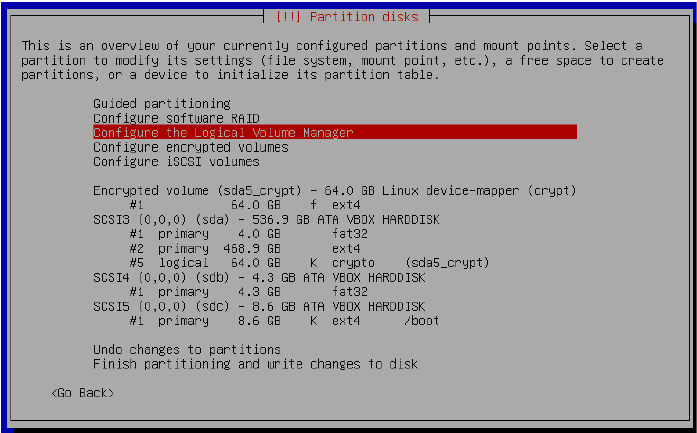 [!!] Partition disks
This is an overview of your currently configured partitions and mount points. Select a
partition to modify its settings (file system, mount point, etc.), a free space to create
partitions, or a device to initialize its partition table.
Guided partitioning
Configure software RAID
Configure the Logical Volume Manager
Configure encrypted volumes
Configure iSCSI volumes
Encrypted volume (sda5_crypt) - 64.0 GB Linux device-mapper (crypt)
#1 64.0 GB f ext4
SCSI3 (0,0,0) (sda) - 536.9 GB ATA VBOX HARDDISK
#1 primary 4.0 GB fat32
#2 primary 468.9 GB ext4
#5 logical 64.0 GB K crypto (sda5_crypt)
SCSI4 (0,0,0) (sdb) - 4.3 GB ATA VBOX HARDDISK
#1 primary 4.3 GB fat32
SCSI5 (0,0,0) (sdc) - 8.6 GB ATA VBOX HARDDISK
#1 primary 8.6 GB K ext4 /boot
Undo changes to partitions
Finish partitioning and write changes to disk
<Go Back>